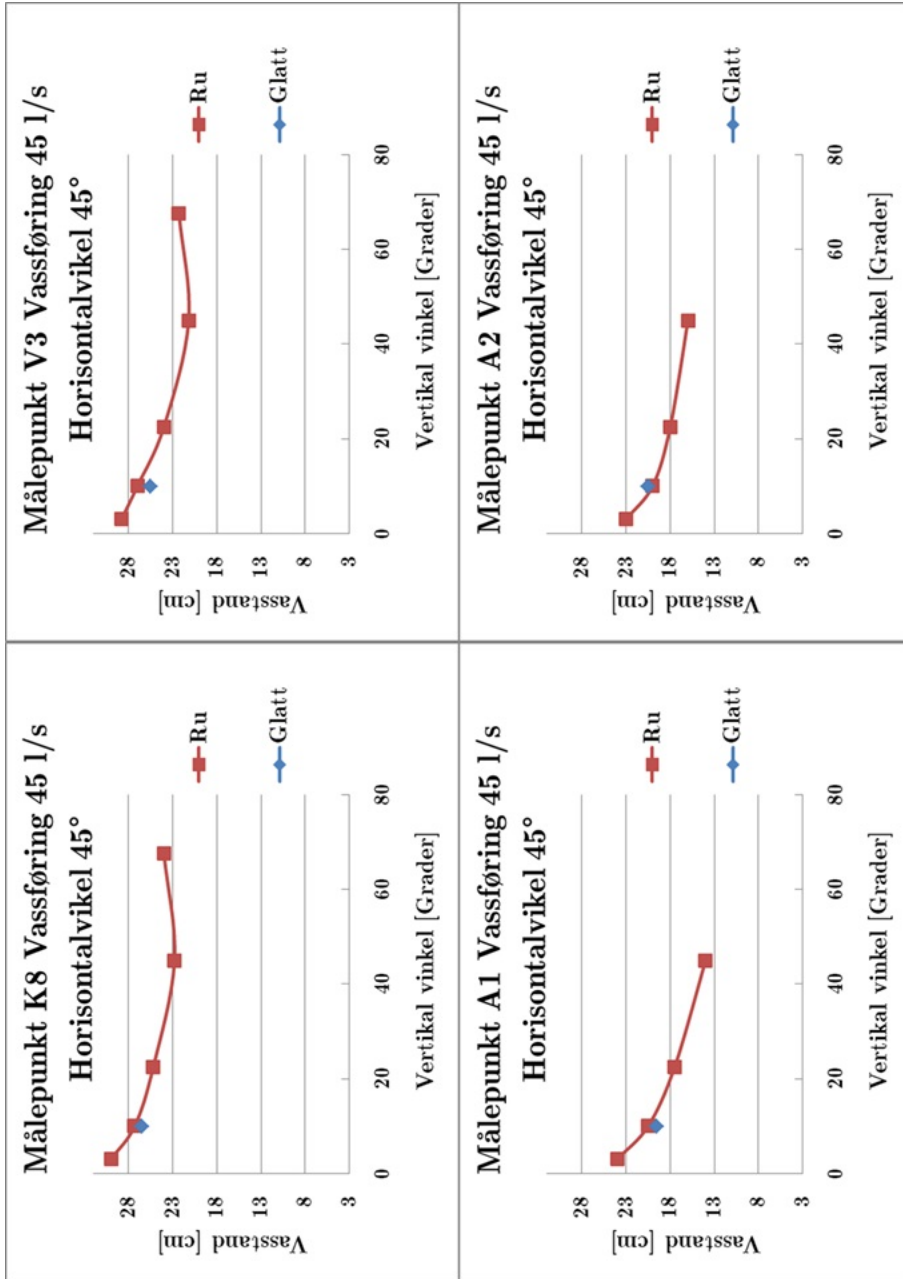 Målepunkt K8 Vassføring 45 l/s
Horisontalvikel 45°
Vasstand [cm]
28
23
18
13
8
3
0
20
40
60
80
Vertikal vinkel [Grader]
Ru
Glatt
Målepunkt V3 Vassføring 45 l/s
Horisontalvikel 45°
Vasstand [cm]
28
23
18
13
8
3
0
20
40
60
80
Vertikal vinkel [Grader]
Ru
Glatt
Målepunkt A1 Vassføring 45 l/s
Horisontalvikel 45°
Vasstand [cm]
28
23
18
13
8
3
0
20
40
60
80
Vertikal vinkel [Grader]
Ru
Glatt
Målepunkt A2 Vassføring 45 l/s
Horisontalvikel 45°
Vasstand [cm]
28
23
18
13
8
3
0
20
40
60
80
Vertikal vinkel [Grader]
Ru
Glatt